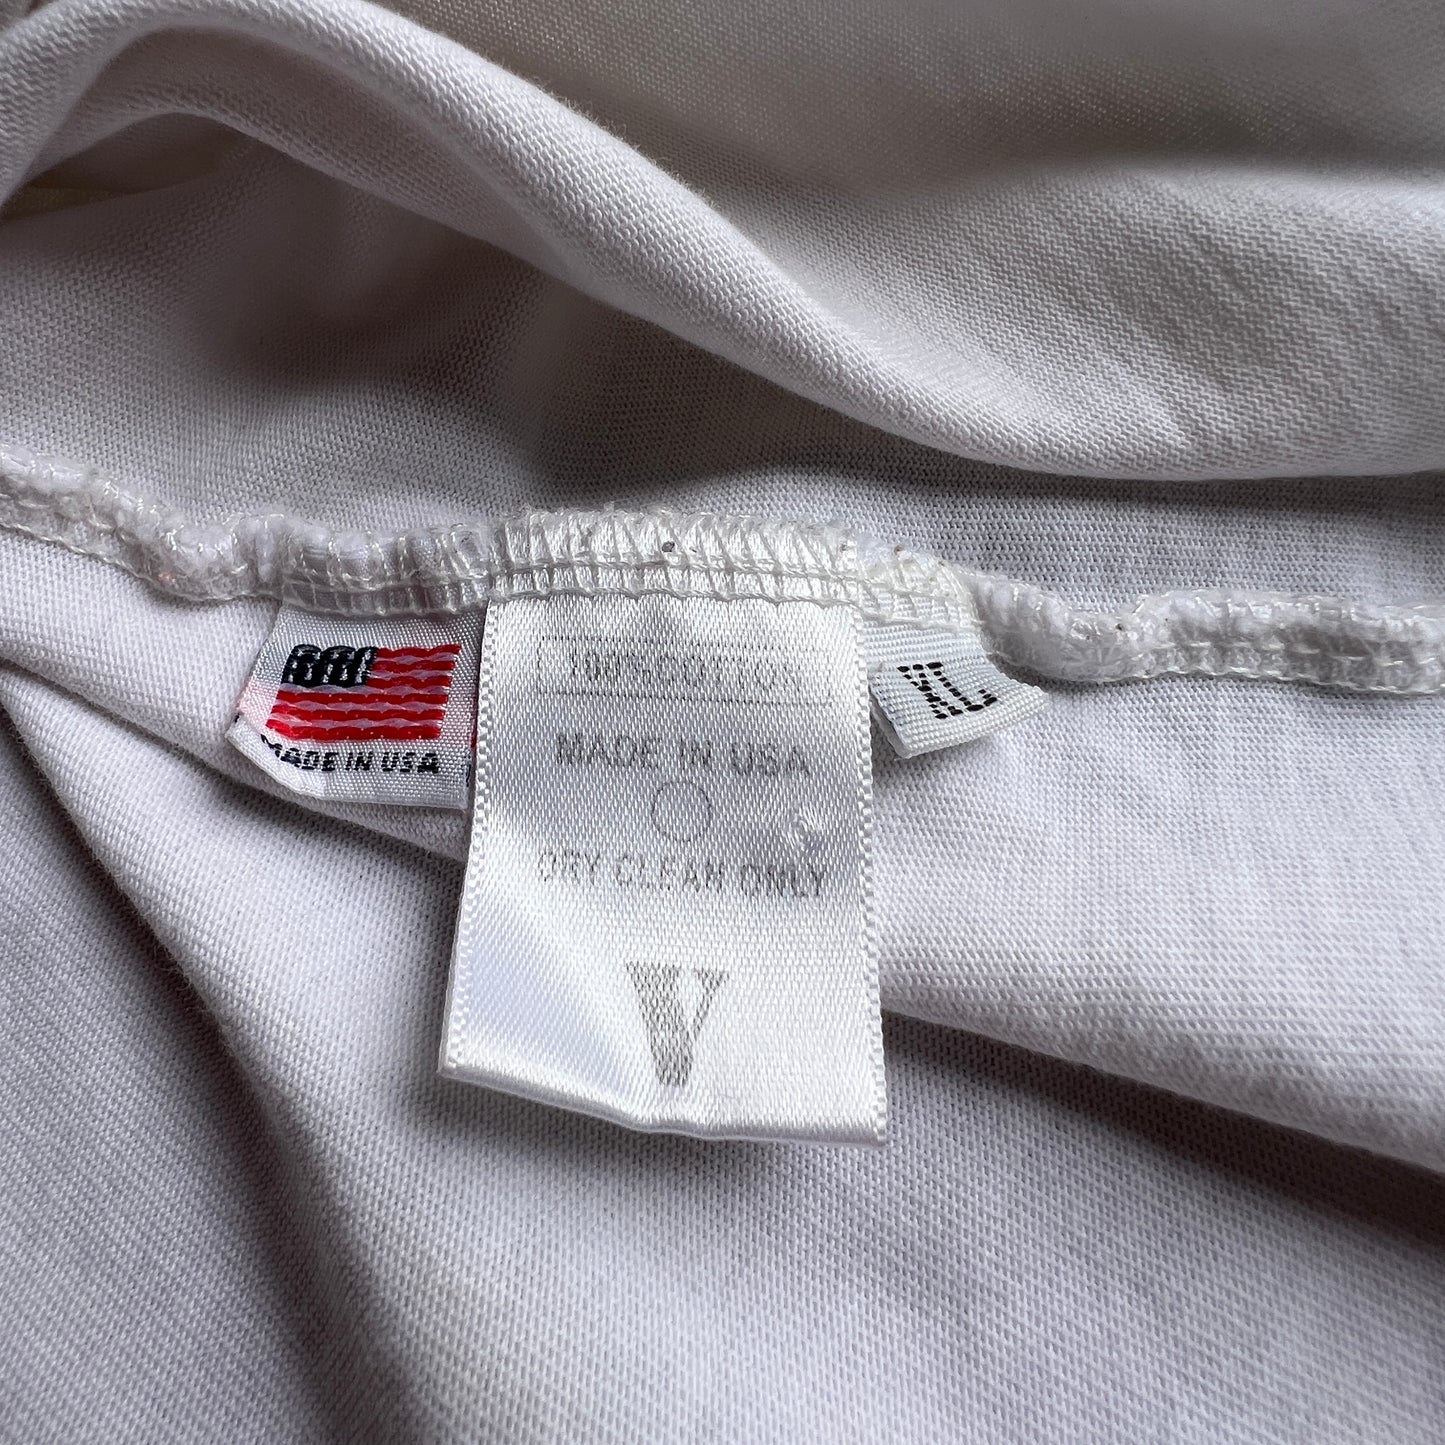 MADE IN USA
100% COTTON
MADE IN USA
DRY CLEAN ONLY
V
XL